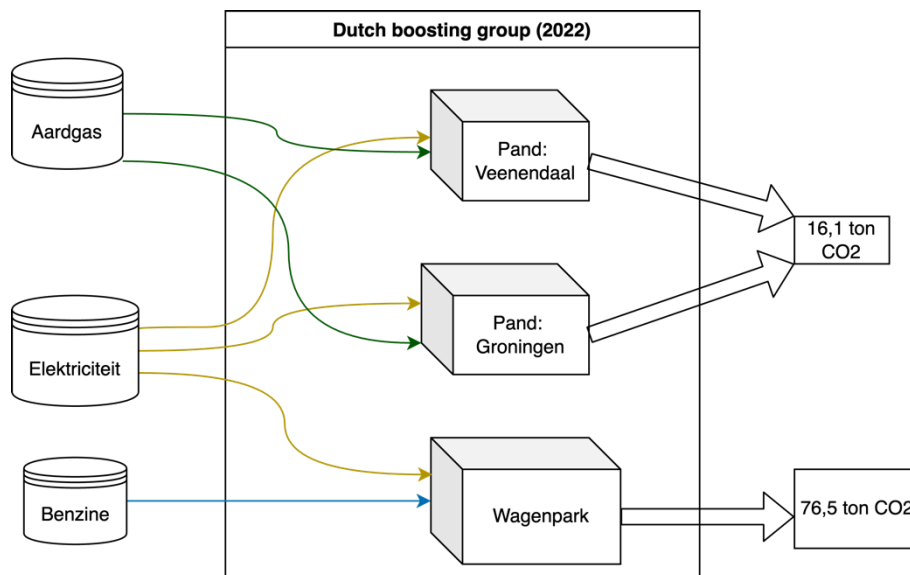 Dutch boosting group (2022)
Aardgas
Pand:
Veenendaal
16,1 ton
CO2
Elektriciteit
Pand:
Groningen
Benzine
Wagenpark
76,5 ton CO2